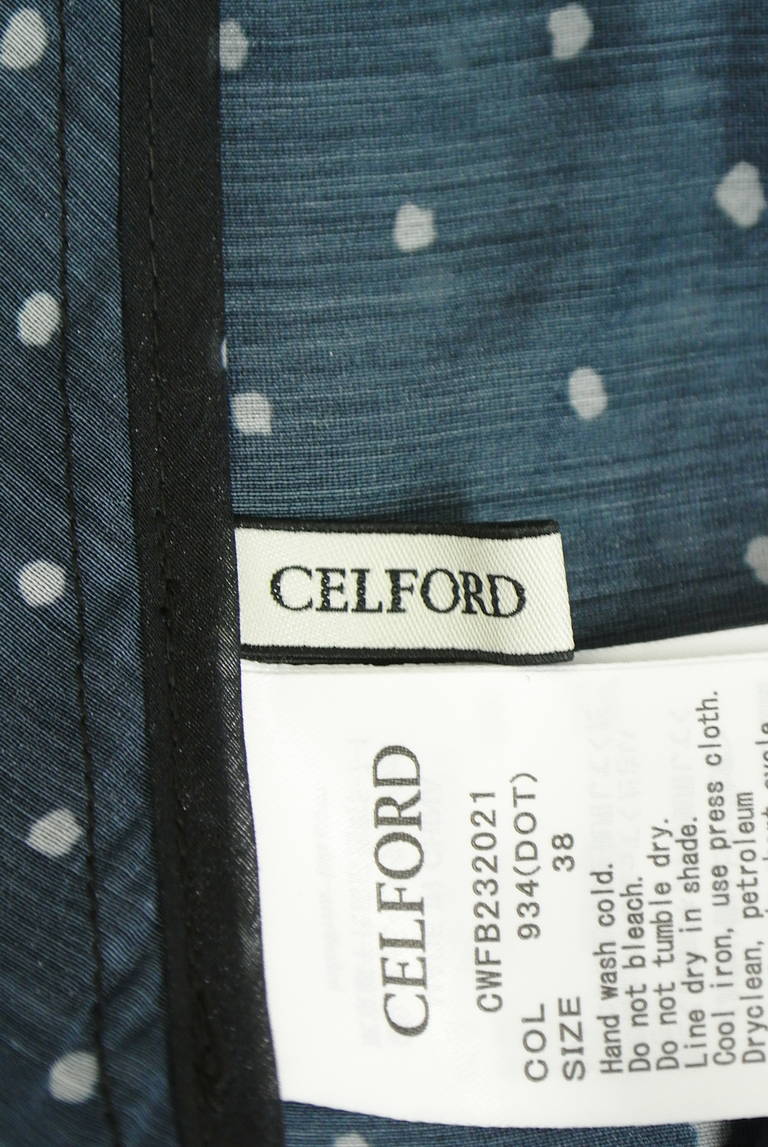 CELFORD
CELFORD
CWFB232021
COL 934(DOT)
SIZE 38
Hand wash cold.
Do not bleach.
Do not tumble dry.
Line dry in shade.
Cool iron, use press cloth.
Dryclean, petroleum
cycle